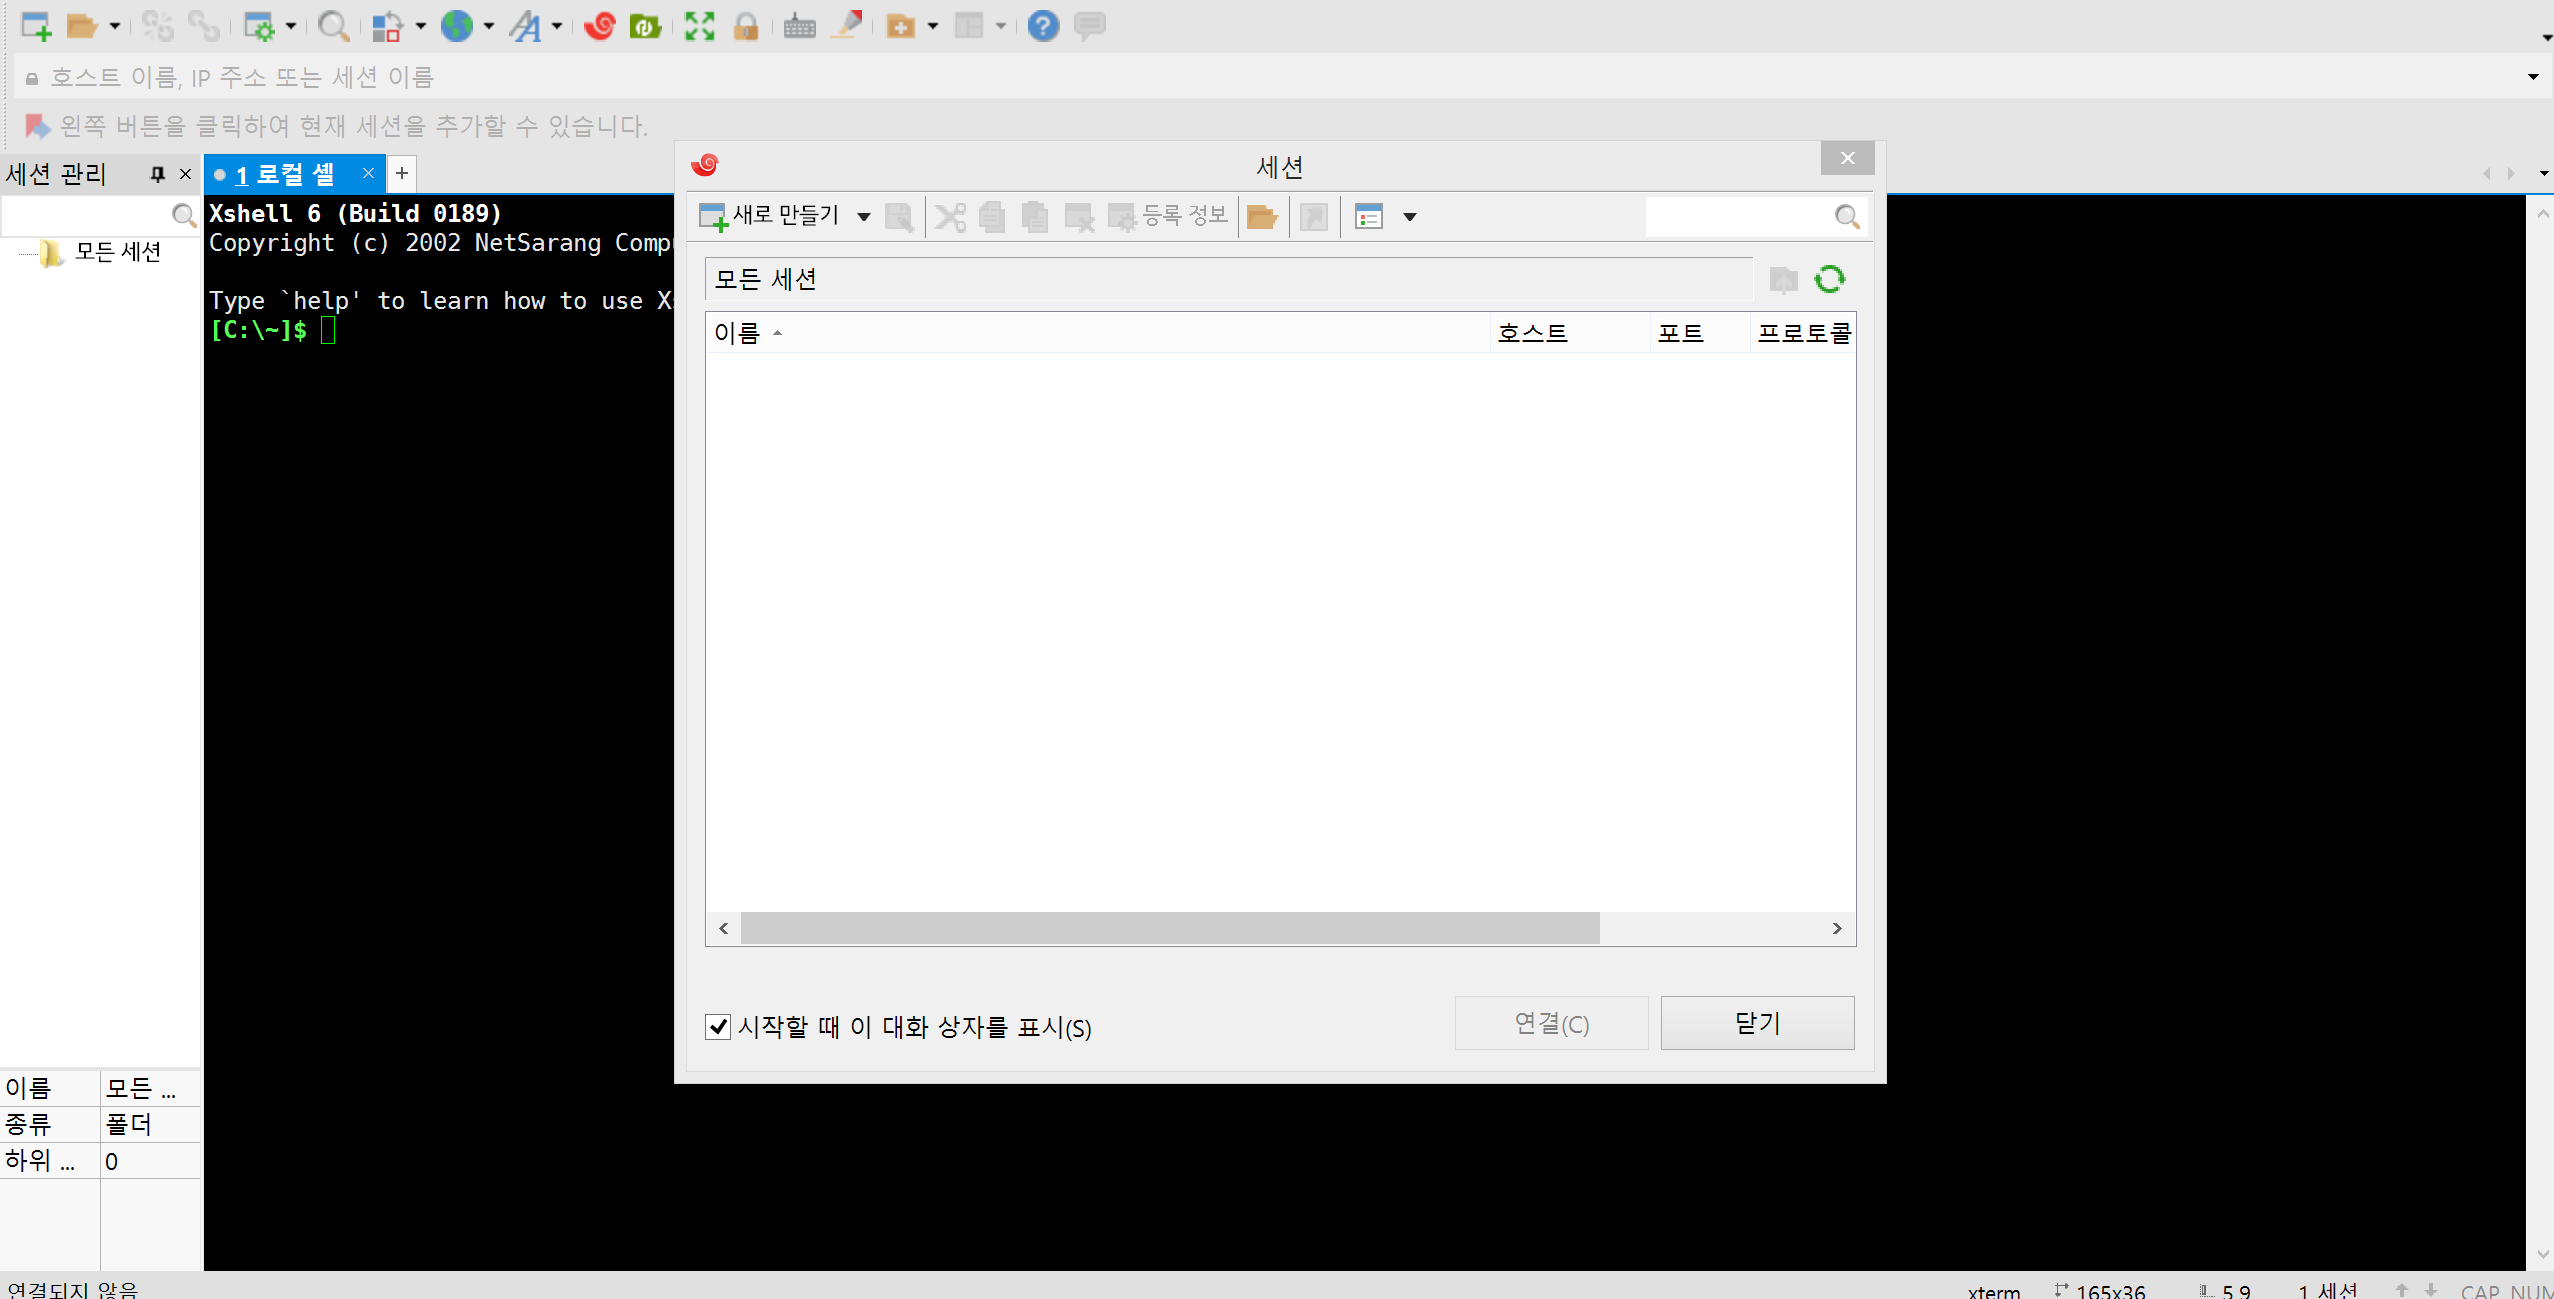 호스트 이름, IP 주소 또는 세션 이름
왼쪽 버튼을 클릭하여 현재 세션을 추가할 수 있습니다.
세션 관리
1 로컬 셸
+
모든 세션
Xshell 6 (Build 0189)
Copyright (c) 2002 NetSarang
Type `help' to learn how to use
[C:\~]$
세션
새로 만들기
등록 정보
모든 세션
이름 호스트 포트 프로토콜
시작할 때 이 대화 상자를 표시(S)
연결(C) 닫기
이름 모든 ...
종류 폴더
하위 ... 0
연결되지 않음 xterm 165x36 5,9 1 세션 CAP NUM